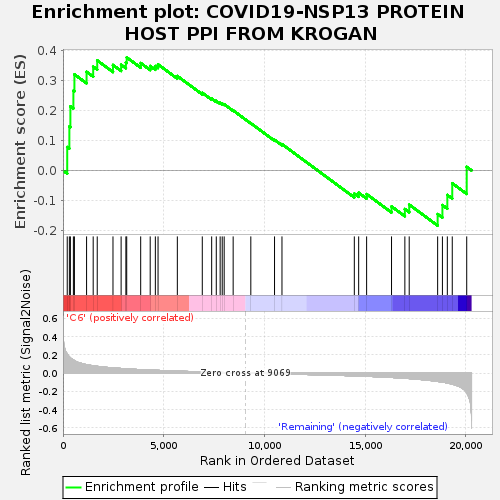 Enrichment plot: COVID19-NSP13 PROTEIN
HOST PPI FROM KROGAN
Enrichment score (ES)
0.4
0.3
0.2
0.1
0.0
-0.1
-0.2
'C6' (positively correlated)
Ranked list metric (Signal2Noise)
0.6
0.4
0.2
0.0
-0.2
-0.4
-0.6
Zero cross at 9069
'Remaining' (negatively correlated)
0
5,000
10,000
15,000
20,000
Rank in Ordered Dataset
Enrichment profile
Hits
Ranking metric scores